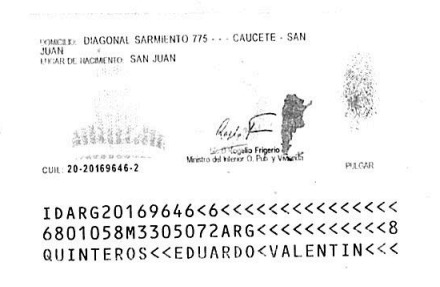 DOMICILIO: DIAGONAL SARMIENTO 775 - - - CAUCETE - SAN
JUAN
LUGAR DE NACIMIENTO: SAN JUAN
Rogelio Frigerio
Ministro del Interior O. Pub. y Vivienda
CUIL: 20-20169646-2
PULGAR
IDARG20169646<6<<<<<<<<<<<<<<<
6801058M3305072ARG<<<<<<<<<<<8
QUINTEROS<<EDUARDO<VALENTIN<<<